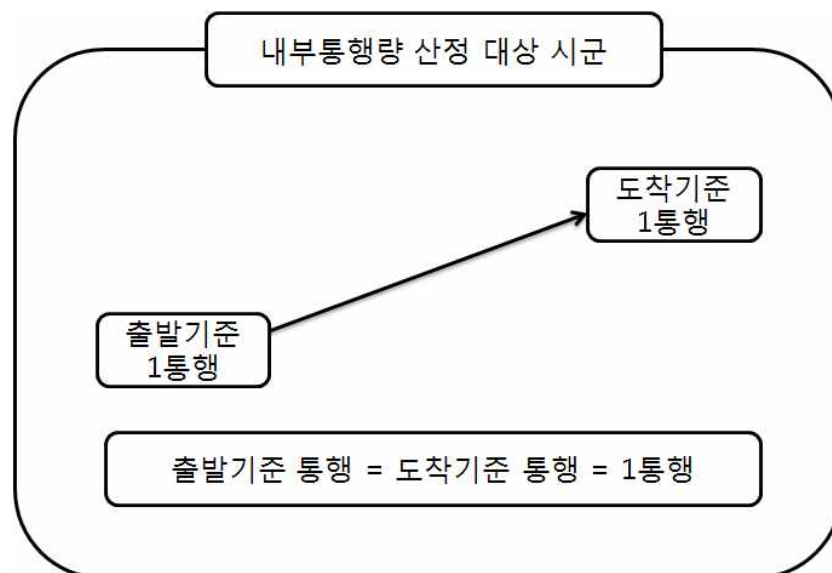 내부통행량 산정 대상 시군
도착기준
1통행
출발기준
1통행
출발기준 통행 = 도착기준 통행 = 1통행